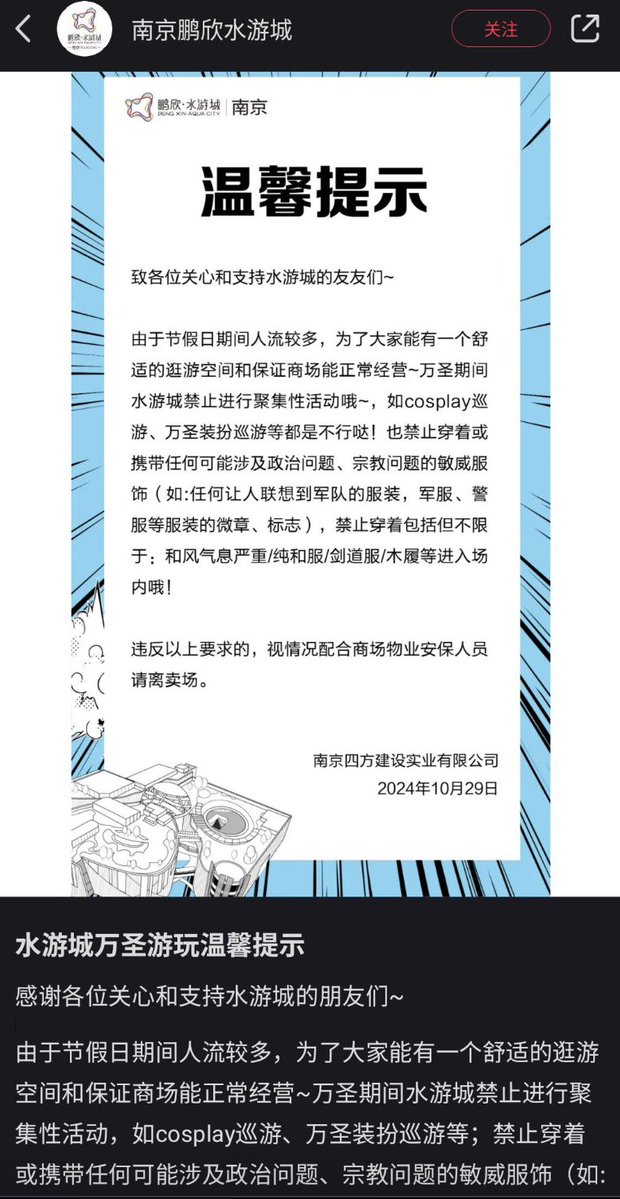 南京鹏欣水游城
关注
鹏欣·水游城 南京
PENG XIN-AQUA CITY
温馨提示
致各位关心和支持水游城的友友们~
由于节假日期间人流较多，为了大家能有一个舒
适的逛游空间和保证商场能正常经营~万圣期间
水游城禁止进行聚集性活动哦~，如cosplay巡
游、万圣装扮巡游等都是不行哒！也禁止穿着或
携带任何可能涉及政治问题、宗教问题的敏威服
饰（如:任何让人联想到军队的服装，军服、警
服等服装的微章、标志），禁止穿着包括但不限
于：和风气息严重/纯和服/剑道服/木履等进入场
内哦！
违反以上要求的，视情况配合商场物业安保人员
请离卖场。
南京四方建设实业有限公司
2024年10月29日
水游城万圣游玩温馨提示
感谢各位关心和支持水游城的朋友们~
由于节假日期间人流较多，为了大家能有一个舒适的逛游
空间和保证商场能正常经营~万圣期间水游城禁止进行聚
集性活动，如cosplay巡游、万圣装扮巡游等；禁止穿着
或携带任何可能涉及政治问题、宗教问题的敏威服饰（如: